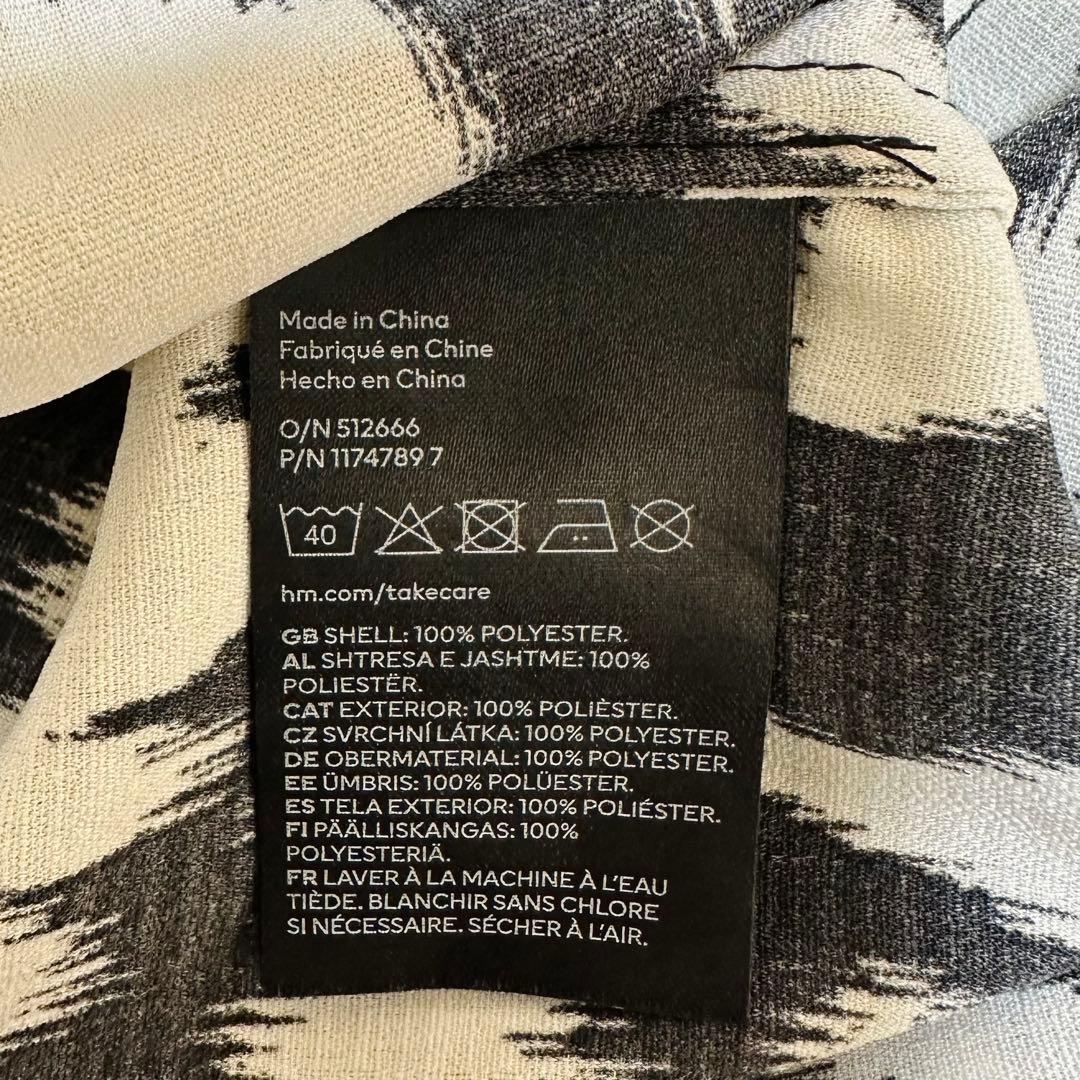 Made in China
Fabriqué en Chine
Hecho en China
O/N 512666
P/N 1174789 7
40
hm.com/takecare
GB SHELL: 100% POLYESTER.
AL SHTRESA E JASHTME: 100%
POLIESTËR.
CAT EXTERIOR: 100% POLIÈSTER.
CZ SVRCHNÍ LÁTKA: 100% POLYESTER.
DE OBERMATERIAL: 100% POLYESTER.
EE ÜMBRIS: 100% POLÜESTER.
ES TELA EXTERIOR: 100% POLIÉSTER.
FI PÄÄLLISKANGAS: 100%
POLYESTERIÄ.
FR LAVER À LA MACHINE À L'EAU
TIÈDE. BLANCHIR SANS CHLORE
SI NÉCESSAIRE. SÉCHER À L'AIR.